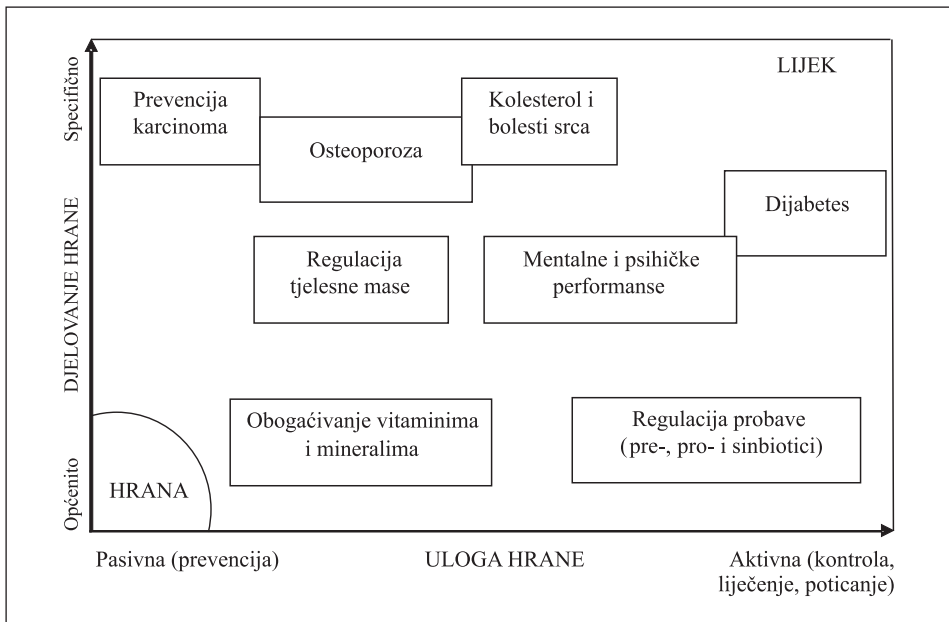 Specifično
DJELOVANJE HRANE
Općenito
LIJEK
Prevencija
karcinoma
Osteoporoza
Kolesterol i
bolesti srca
Dijabetes
Regulacija
tjelesne mase
Mentalne i psihičke
performanse
Obogaćivanje vitaminima
i mineralima
Regulacija probave
(pre-, pro- i sinbiotici)
HRANA
Pasivna (prevencija)
ULOGA HRANE
Aktivna (kontrola,
liječenje, poticanje)